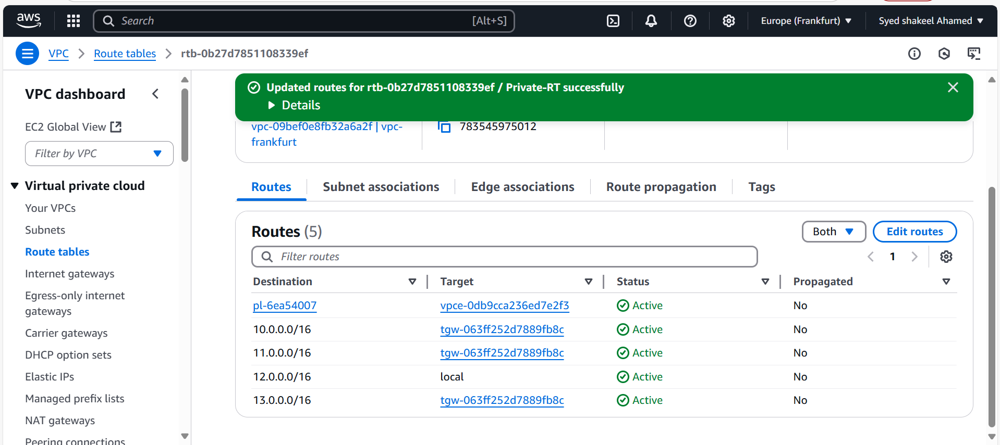 aws
Search
[Alt+S]
Europe (Frankfurt)
Syed shakeel Ahamed
VPC
Route tables
rtb-0b27d7851108339ef
VPC dashboard
EC2 Global View
Filter by VPC
Virtual private cloud
Your VPCs
Subnets
Route tables
Internet gateways
Egress-only internet
gateways
Carrier gateways
DHCP option sets
Elastic IPs
Managed prefix lists
NAT gateways
Peering connections
Updated routes for rtb-0b27d7851108339ef / Private-RT successfully
Details
vpc-09bef0e8fb32a6a2f | vpc-
frankfurt
783545975012
Routes
Subnet associations
Edge associations
Route propagation
Tags
Routes (5)
Both
Edit routes
Filter routes
1
Destination Target Status Propagated
pl-6ea54007 vpce-0db9cca236ed7e2f3 Active No
10.0.0.0/16 tgw-063ff252d7889fb8c Active No
11.0.0.0/16 tgw-063ff252d7889fb8c Active No
12.0.0.0/16 local Active No
13.0.0.0/16 tgw-063ff252d7889fb8c Active No